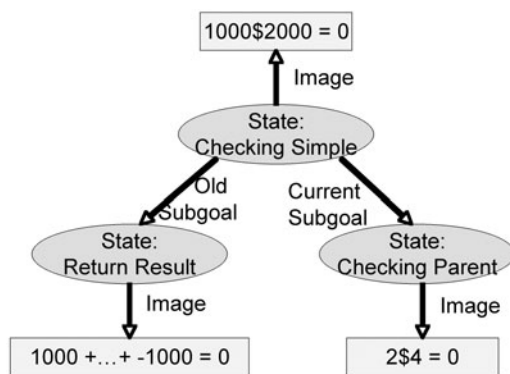 1000$2000 = 0
Image
State:
Checking Simple
Old
Subgoal
Current
Subgoal
State:
Return Result
State:
Checking Parent
Image
Image
1000 +...+ -1000 = 0
2$4 = 0